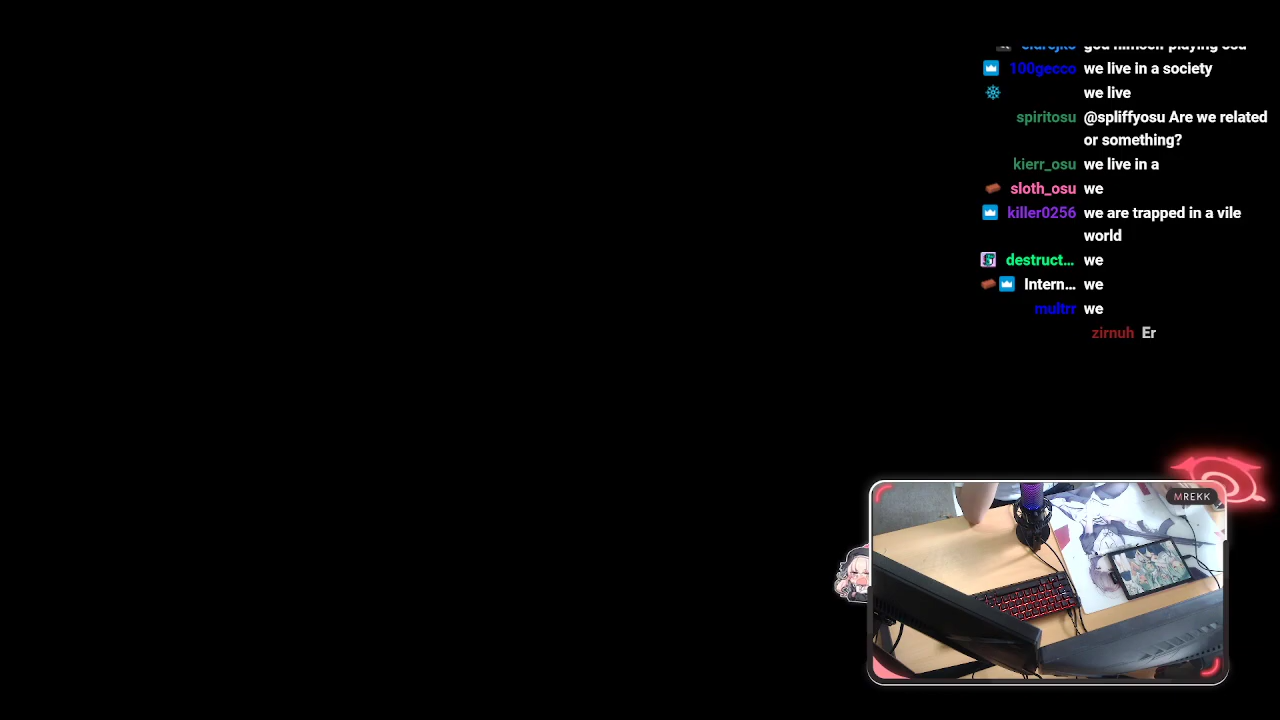 100gecco we live in a society
we live
spiritosu @spliffyosu Are we related
or something?
kierr_osu we live in a
sloth_osu we
killer0256 we are trapped in a vile
world
destruct... we
Intern... we
multrr we
zirnuh Er
MREKK